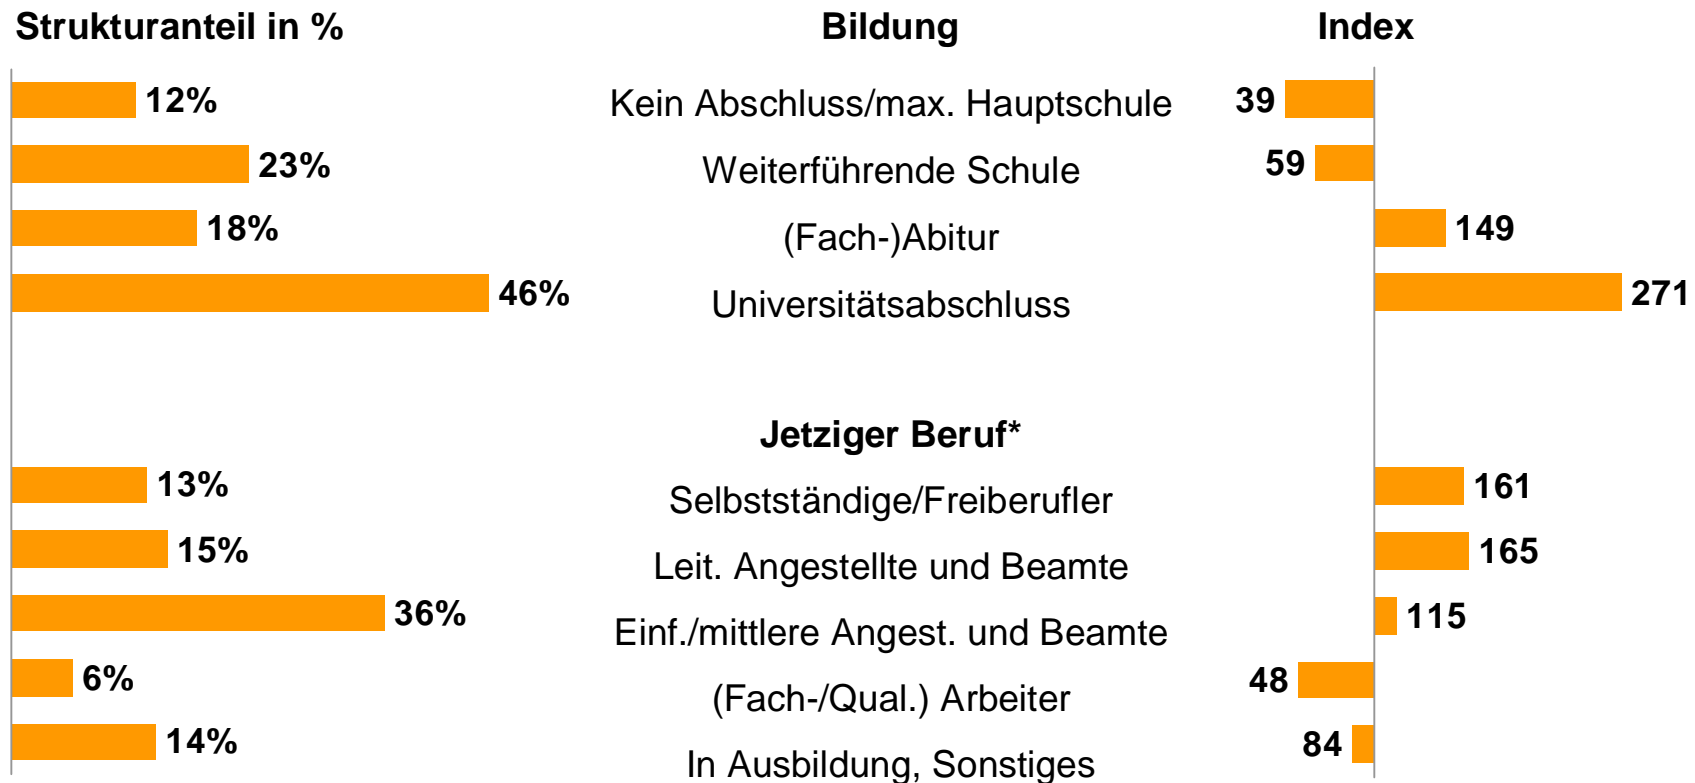 Strukturanteil in % Bildung Index
12% Kein Abschluss/max. Hauptschule 39
23% Weiterführende Schule 59
18% (Fach-)Abitur 149
46% Universitätsabschluss 271
Jetziger Beruf*
13% Selbstständige/Freiberufler 161
15% Leit. Angestellte und Beamte 165
36% Einf./mittlere Angest. und Beamte 115
6% (Fach-/Qual.) Arbeiter 48
14% In Ausbildung, Sonstiges 84